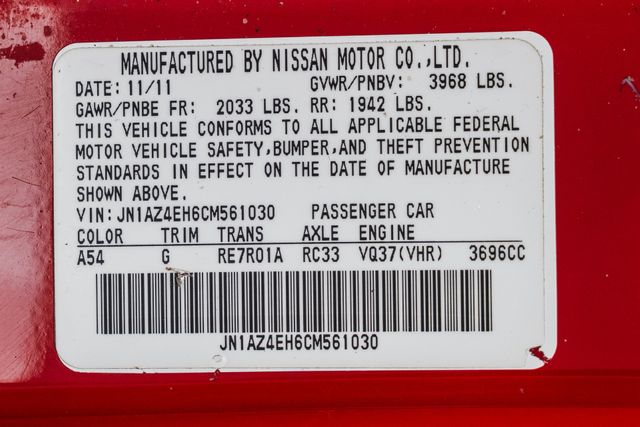 MANUFACTURED BY NISSAN MOTOR CO.,LTD.
DATE: 11/11 GVWR/PNBV: 3968 LBS.
GAWR/PNBE FR: 2033 LBS. RR: 1942 LBS.
THIS VEHICLE CONFORMS TO ALL APPLICABLE FEDERAL
MOTOR VEHICLE SAFETY,BUMPER,AND THEFT PREVENTION
STANDARDS IN EFFECT ON THE DATE OF MANUFACTURE
SHOWN ABOVE.
VIN:JN1AZ4EH6CM561030 PASSENGER CAR
COLOR TRIM TRANS AXLE ENGINE
A54 G RE7R01A RC33 VQ37(VHR) 3696CC
JN1AZ4EH6CM561030